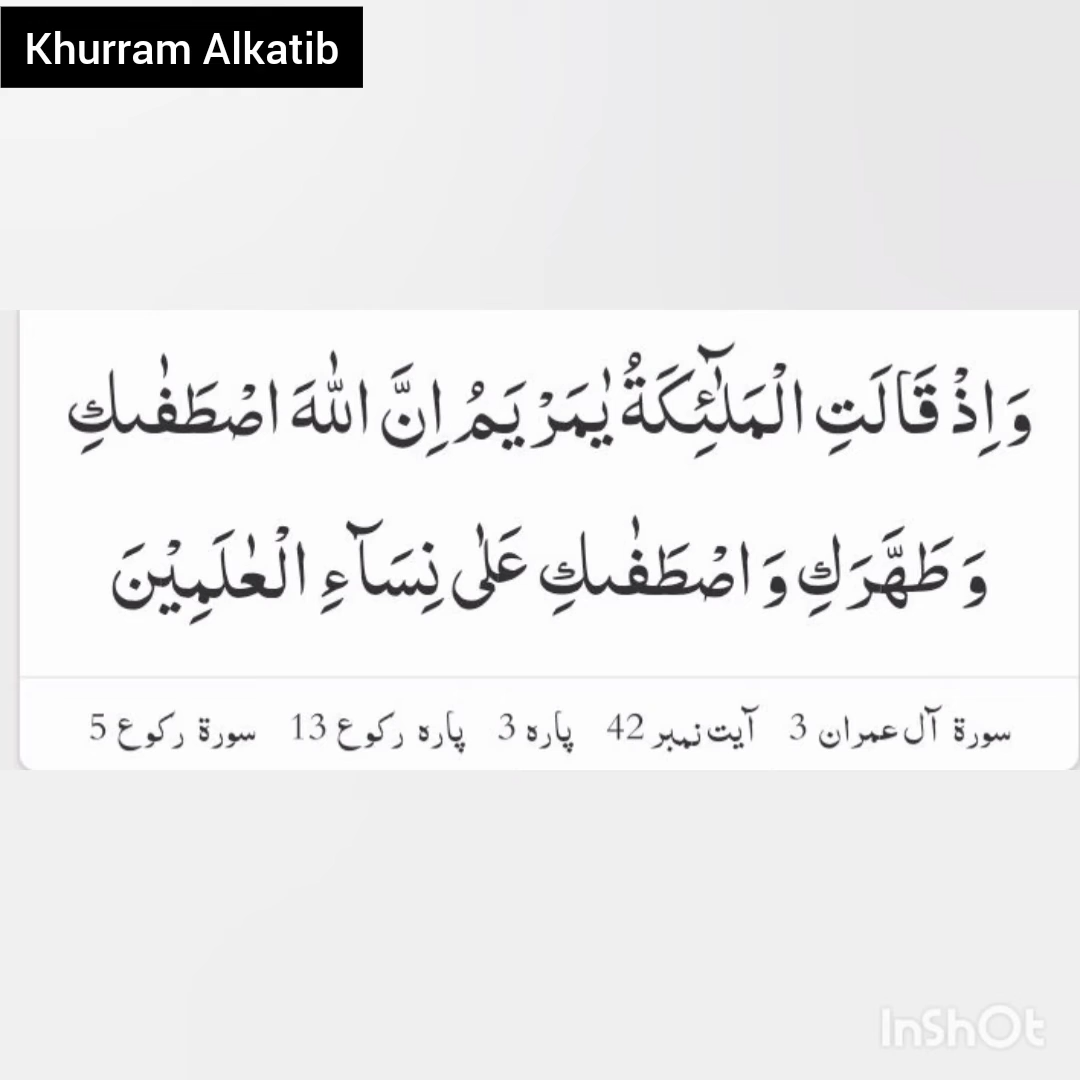 Khurram Alkatib
وَ اِذْ قَالَتِ الْمَلٰٓئِكَةُ یٰمَرْیَمُ اِنَّ اللّٰهَ اصْطَفٰىكِ
وَ طَهَّرَكِ وَ اصْطَفٰىكِ عَلٰى نِسَآءِ الْعٰلَمِیْنَ
سورۃ آل عمران 3 آیت نمبر 42 پارہ 3 پارہ رکوع 13 سورۃ رکوع 5
InShOt